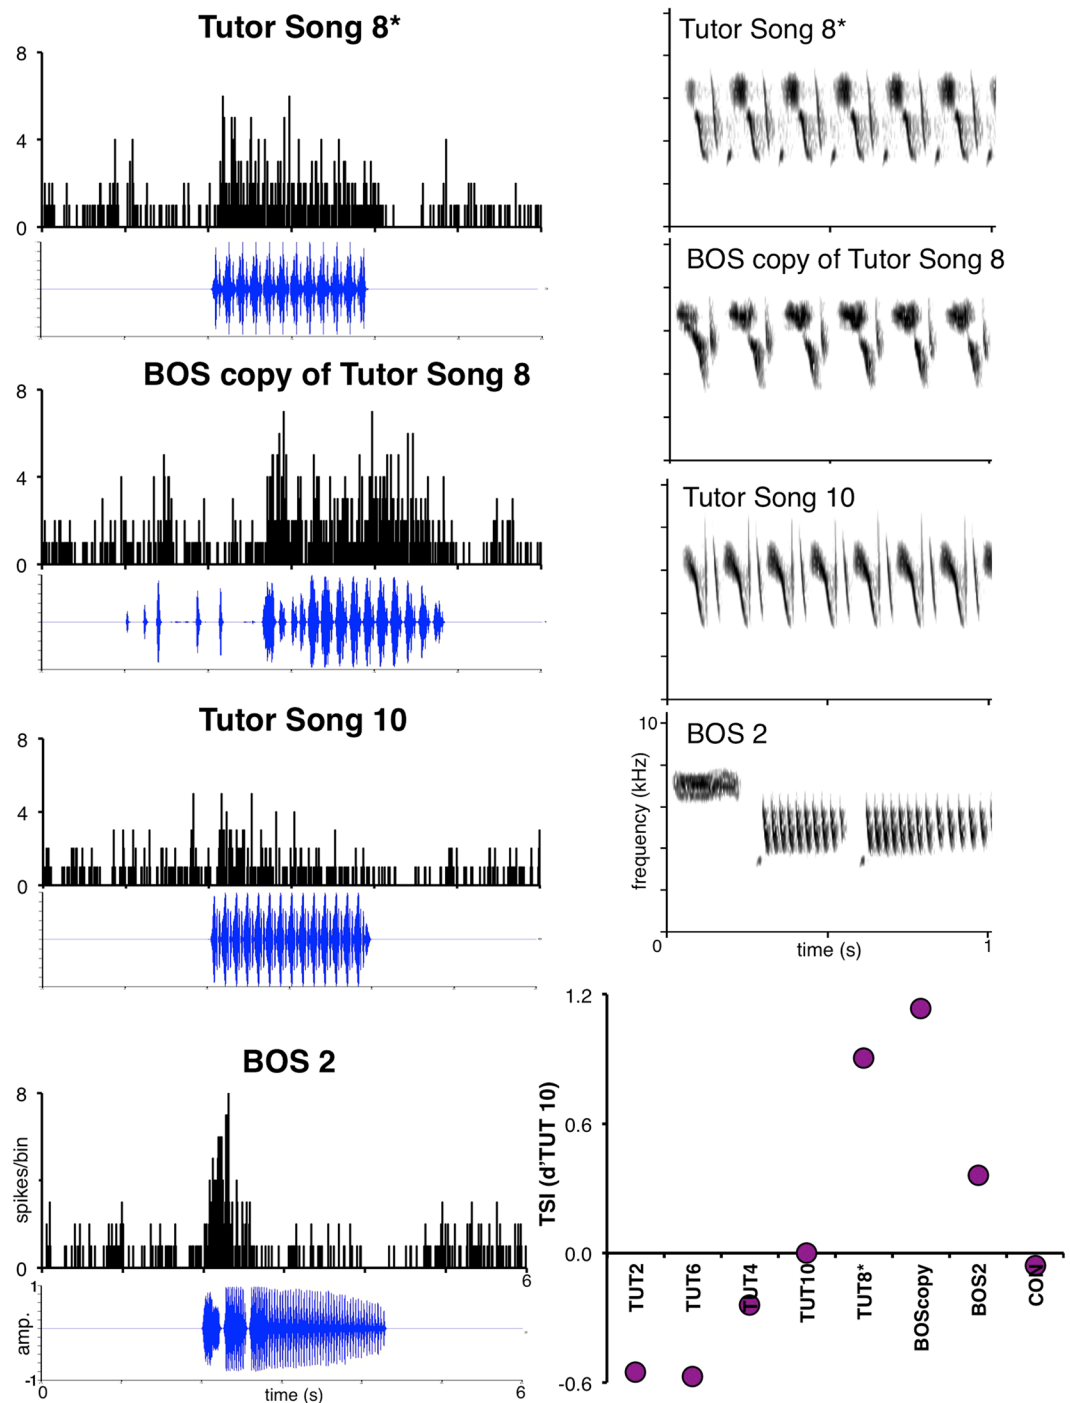 Tutor Song 8*
8
4
0
BOS copy of Tutor Song 8
8
4
0
Tutor Song 10
8
4
0
BOS 2
8
4
spikes/bin
0
6
1
amp.
-1
0
time (s)
6
Tutor Song 8*
BOS copy of Tutor Song 8
Tutor Song 10
BOS 2
10
frequency (kHz)
0
time (s)
1
1.2
0.6
0.0
-0.6
TSI (d'TUT 10)
TUT2
TUT6
TUT4
TUT10
TUT8*
BOScopy
BOS2
CON